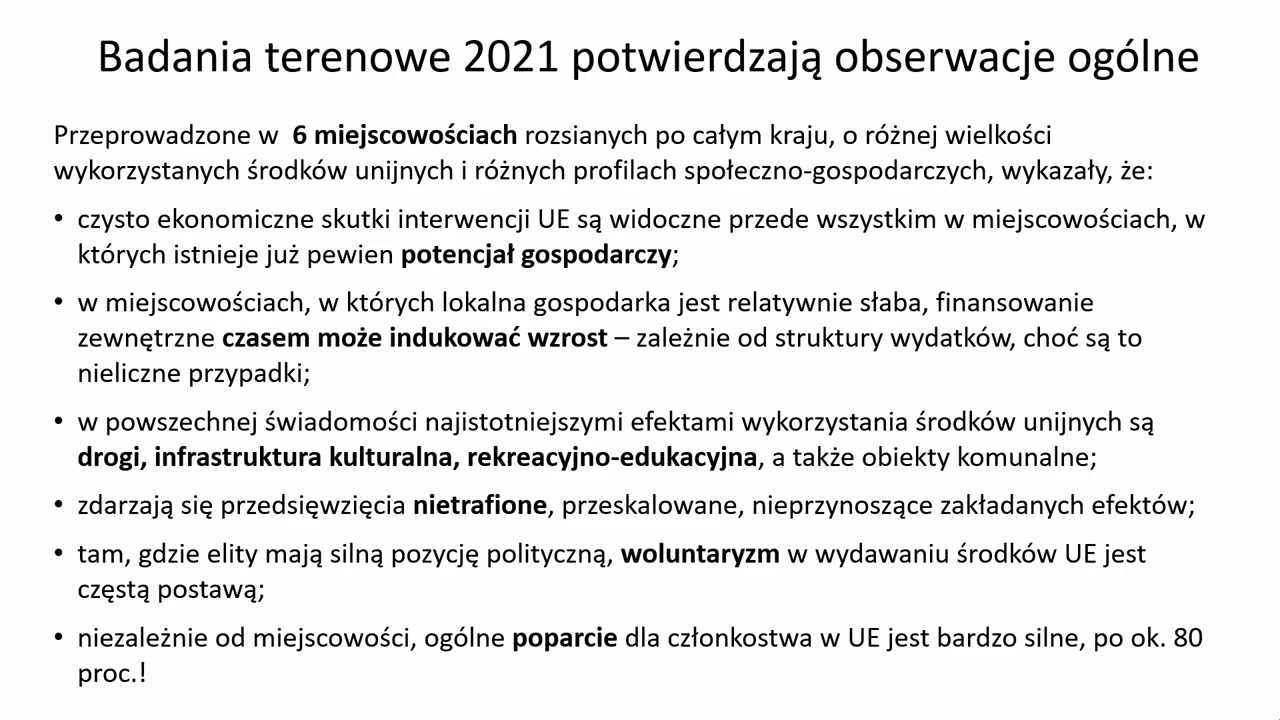 Badania terenowe 2021 potwierdzają obserwacje ogólne
Przeprowadzone w  6 miejscowościach rozsianych po całym kraju, o różnej wielkości
wykorzystanych środków unijnych i różnych profilach społeczno-gospodarczych, wykazały, że:
• czysto ekonomiczne skutki interwencji UE są widoczne przede wszystkim w miejscowościach, w
których istnieje już pewien potencjał gospodarczy;
• w miejscowościach, w których lokalna gospodarka jest relatywnie słaba, finansowanie
zewnętrzne czasem może indukować wzrost – zależnie od struktury wydatków, choć są to
nieliczne przypadki;
• w powszechnej świadomości najistotniejszymi efektami wykorzystania środków unijnych są
drogi, infrastruktura kulturalna, rekreacyjno-edukacyjna, a także obiekty komunalne;
• zdarzają się przedsięwzięcia nietrafione, przeskalowane, nieprzynoszące zakładanych efektów;
• tam, gdzie elity mają silną pozycję polityczną, woluntaryzm w wydawaniu środków UE jest
częstą postawą;
• niezależnie od miejscowości, ogólne poparcie dla członkostwa w UE jest bardzo silne, po ok. 80
proc.!